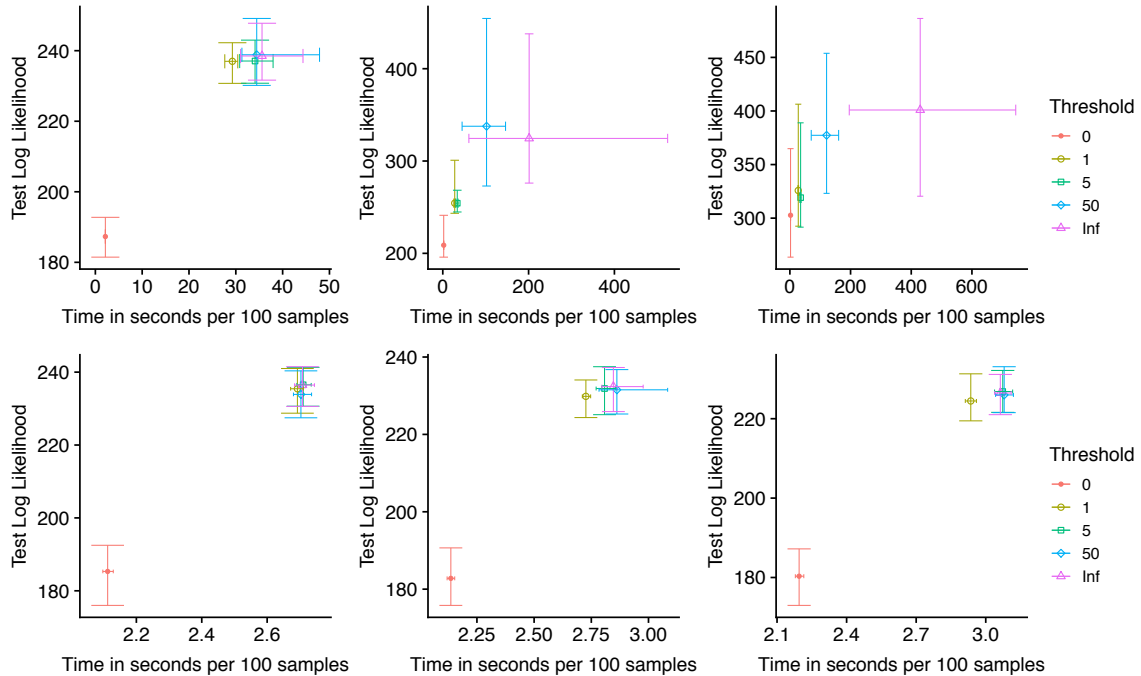 Test Log Likelihood
240
220
200
180
0 10 20 30 40 50
Time in seconds per 100 samples
Test Log Likelihood
400
300
200
0 200 400
Time in seconds per 100 samples
Test Log Likelihood
450
400
350
300
0 200 400 600
Time in seconds per 100 samples
Threshold
0
1
5
50
Inf
Test Log Likelihood
240
220
200
180
2.2 2.4 2.6
Time in seconds per 100 samples
Test Log Likelihood
240
220
200
180
2.25 2.50 2.75 3.00
Time in seconds per 100 samples
Test Log Likelihood
220
200
180
2.1 2.4 2.7 3.0
Time in seconds per 100 samples
Threshold
0
1
5
50
Inf